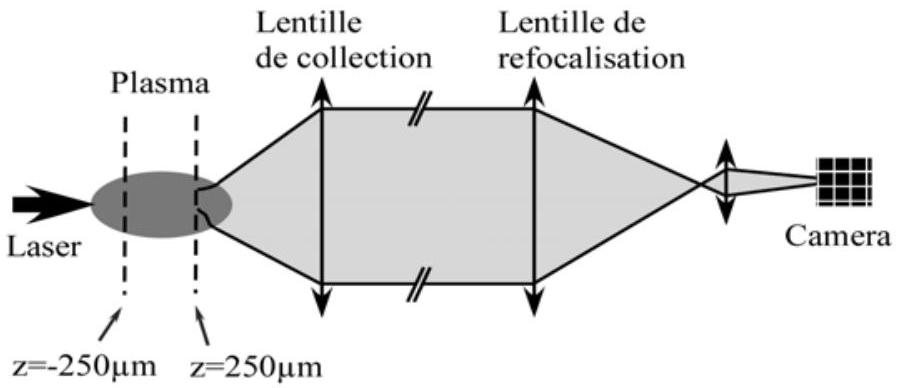 Lentille
de collection
Lentille de
refocalisation
Plasma
Laser
Camera
z=-250µm
z=250µm